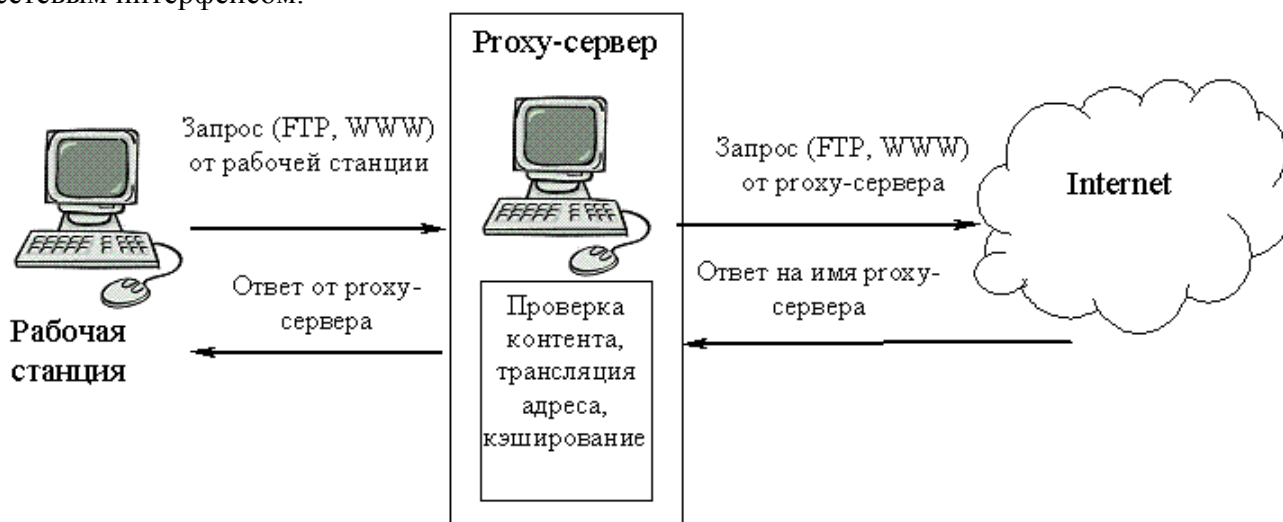 сетевым интерфейсом.
Proxy-сервер
Запрос (FTP, WWW)
от рабочей станции
Запрос (FTP, WWW)
от proxy-сервера
Internet
Ответ от proxy-
сервера
Ответ на имя proxy-
сервера
Рабочая
станция
Проверка
контента,
трансляция
адреса,
кэширование